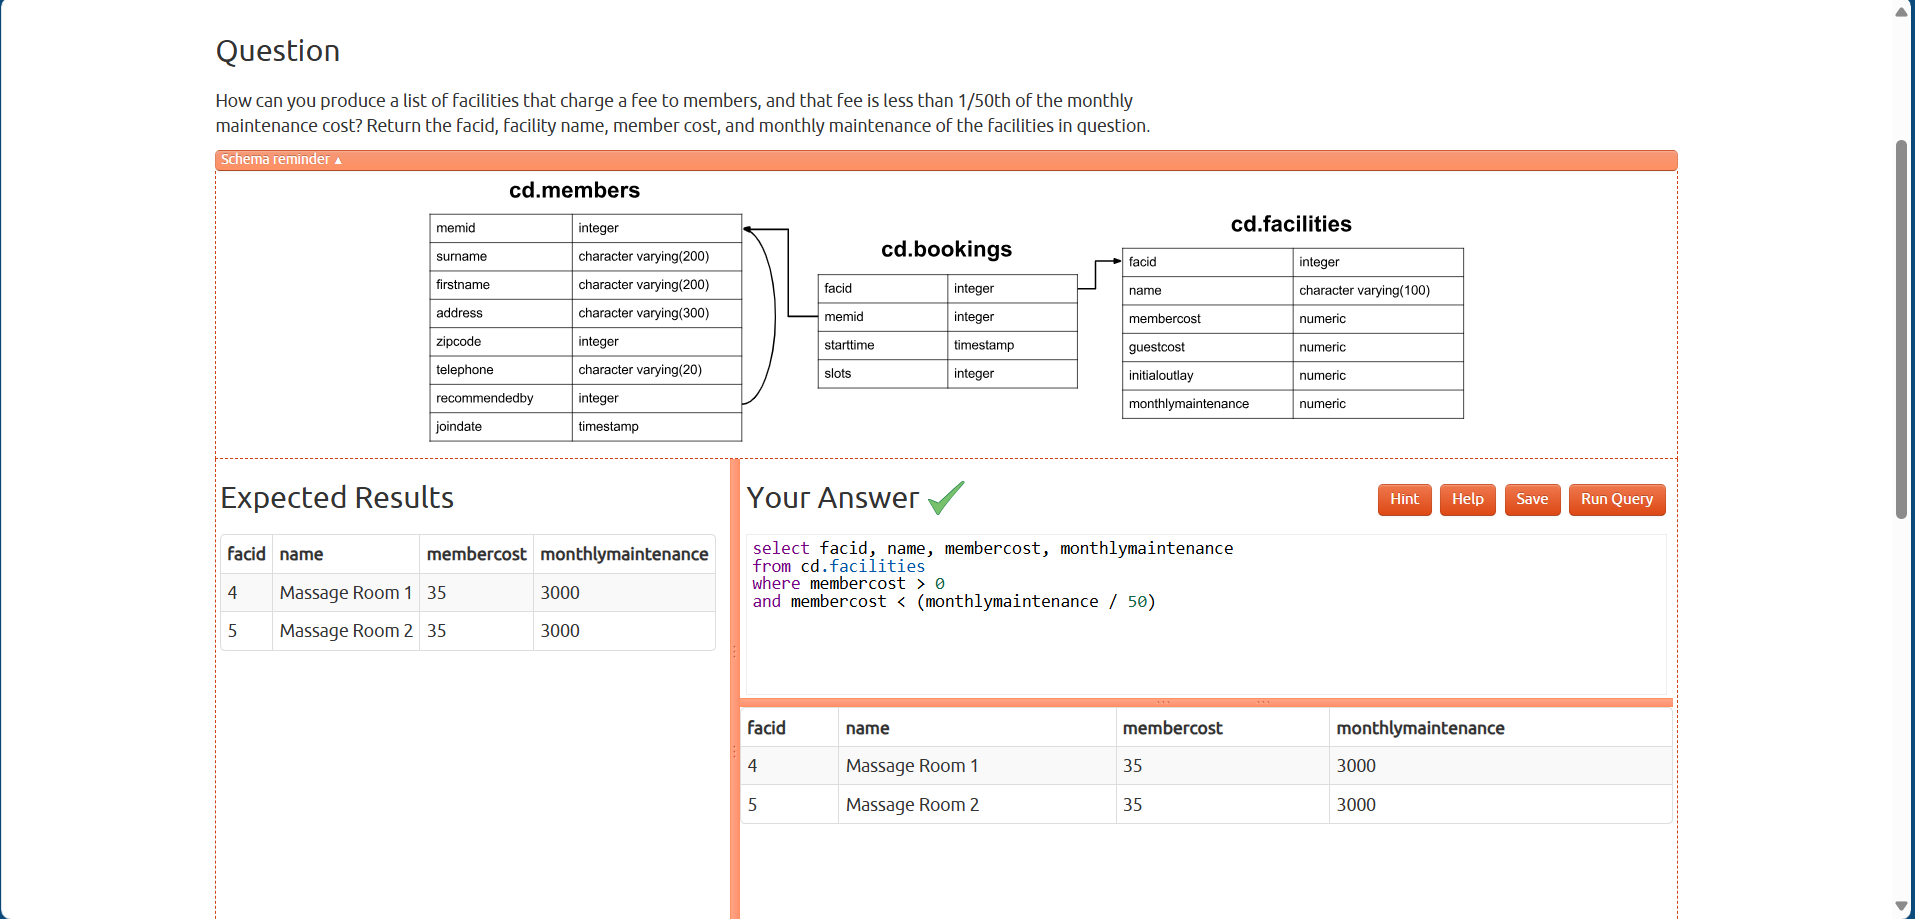 Question
How can you produce a list of facilities that charge a fee to members, and that fee is less than 1/50th of the monthly
maintenance cost? Return the facid, facility name, member cost, and monthly maintenance of the facilities in question.
Schema reminder ▲
cd.members
memid integer
surname character varying(200)
firstname character varying(200)
address character varying(300)
zipcode integer
telephone character varying(20)
recommendedby integer
joindate timestamp
cd.bookings
facid integer
memid integer
starttime timestamp
slots integer
cd.facilities
facid integer
name character varying(100)
membercost numeric
guestcost numeric
initialoutlay numeric
monthlymaintenance numeric
Expected Results
facid name membercost monthlymaintenance
4 Massage Room 1 35 3000
5 Massage Room 2 35 3000
Your Answer
Hint Help Save Run Query
select facid, name, membercost, monthlymaintenance
from cd.facilities
where membercost > 0
and membercost < (monthlymaintenance / 50)
facid name membercost monthlymaintenance
4 Massage Room 1 35 3000
5 Massage Room 2 35 3000